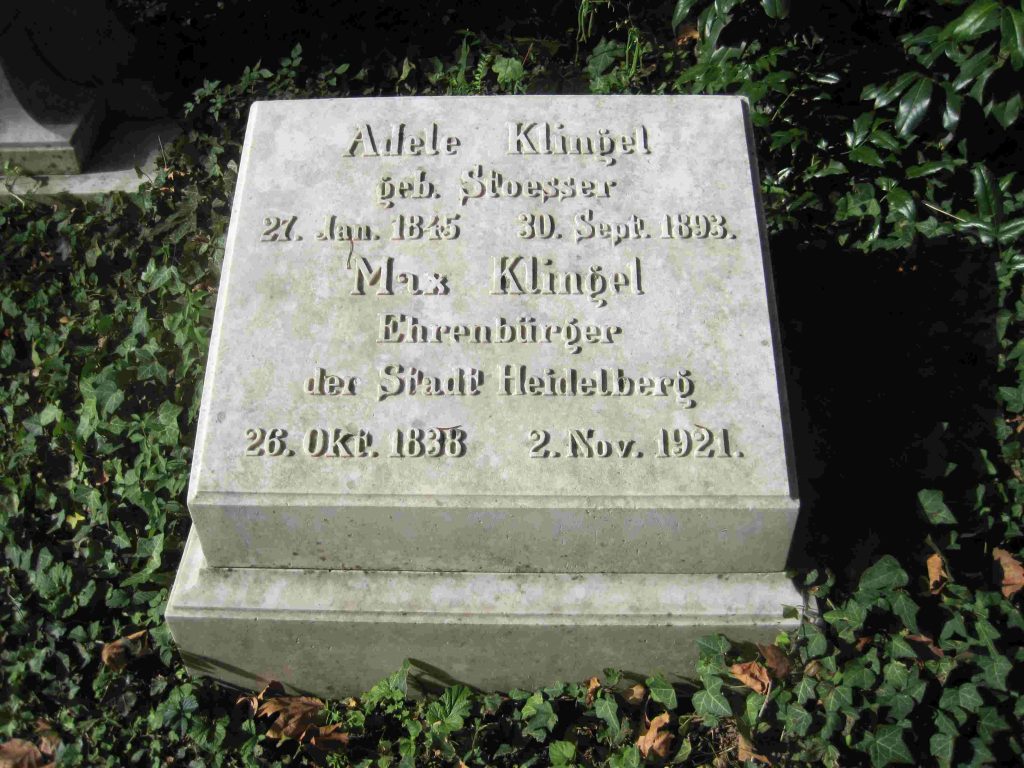 Adele Klingel
geb. Stoesser
27. Jan. 1845 30. Sept. 1893.
Max Klingel
Ehrenbürger
der Stadt Heidelberg
26. Okt. 1838 2. Nov. 1921.